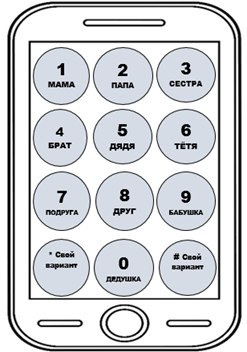 1 2 3
МАМА ПАПА СЕСТРА
4 5 6
БРАТ ДЯДЯ ТЁТЯ
7 8 9
ПОДРУГА ДРУГ БАБУШКА
* Свой 0 # Свой
вариант ДЕДУШКА вариант